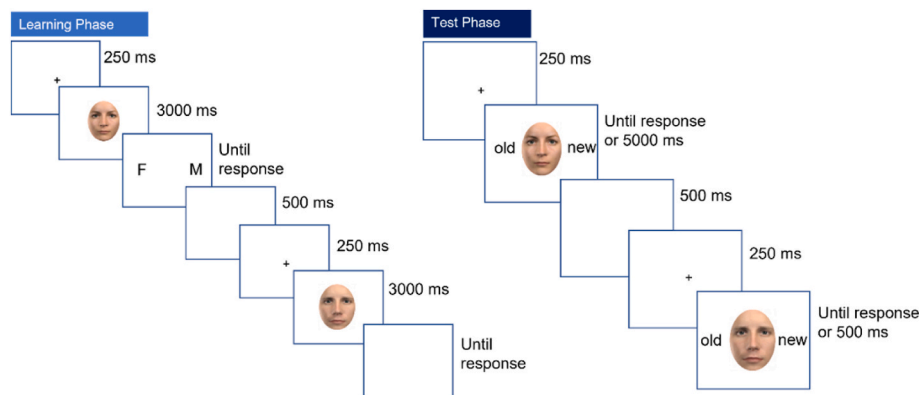 Learning Phase
250 ms
+
3000 ms
F M
Until
response
500 ms
250 ms
+
3000 ms
Until
response
Test Phase
250 ms
+
old new
Until response
or 5000 ms
500 ms
250 ms
+
old new
Until response
or 500 ms